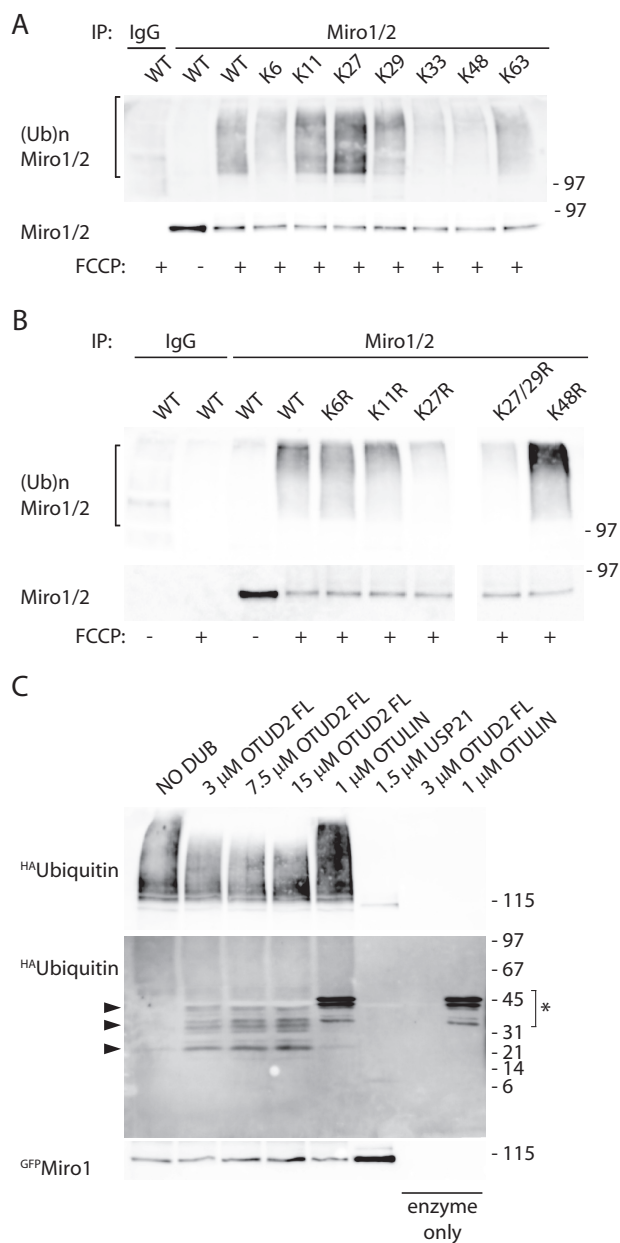 A
IP: IgG Miro1/2
WT WT WT K6 K11 K27 K29 K33 K48 K63
(Ub)n
Miro1/2
- 97
- 97
Miro1/2
FCCP: + - + + + + + + + +
B
IP: IgG Miro1/2
WT WT WT WT K6R K11R K27R K27/29R K48R
(Ub)n
Miro1/2
- 97
- 97
Miro1/2
FCCP: - + - + + + + + +
C
NO DUB 3 μM OTUD2 FL 7.5 μM OTUD2 FL 15 μM OTUD2 FL 1 μM OTULIN 1.5 μM USP21 3 μM OTUD2 FL 1 μM OTULIN
HAUbiquitin
- 115
- 97
HAUbiquitin
- 67
- 45
*
- 31
- 21
- 14
- 6
- 115
GFPMiro1
enzyme
only